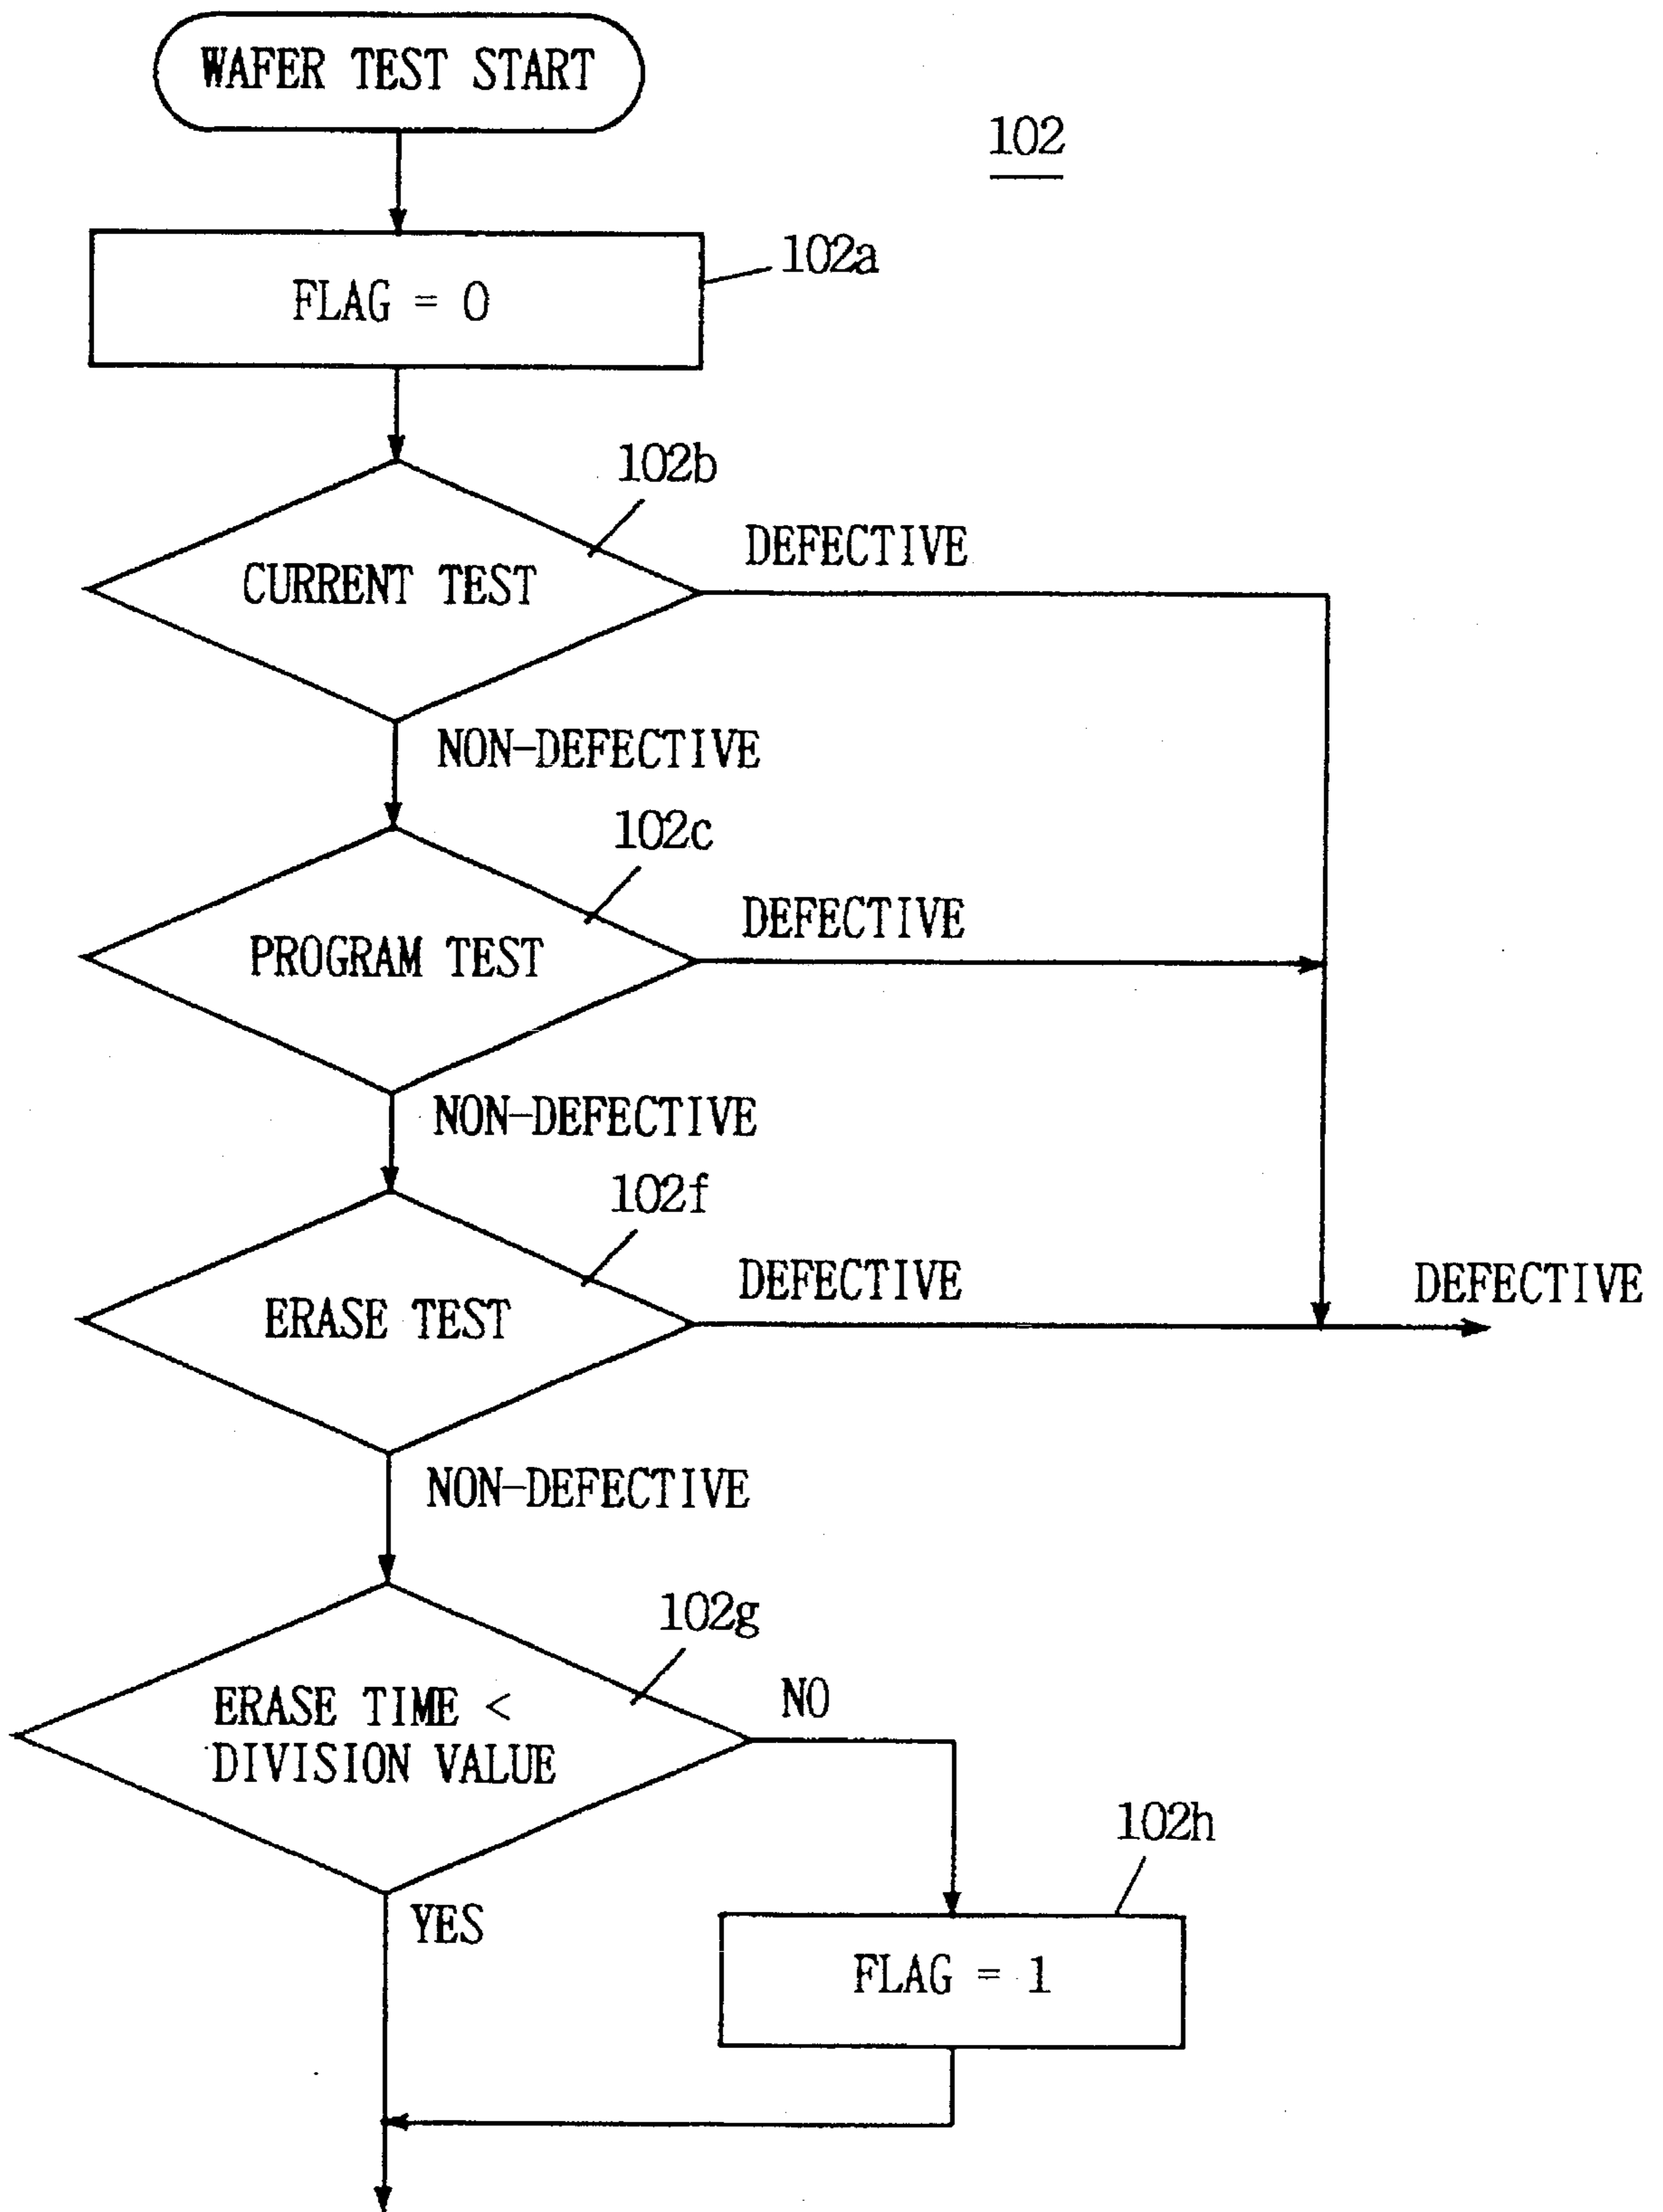 WAFER TEST START
102
102a
FLAG = 0
102b
DEFECTIVE
CURRENT TEST
NON-DEFECTIVE
102c
DEFECTIVE
PROGRAM TEST
NON-DEFECTIVE
102f
DEFECTIVE
DEFECTIVE
ERASE TEST
NON-DEFECTIVE
102g
NO
ERASE TIME <
DIVISION VALUE
102h
YES
FLAG = 1